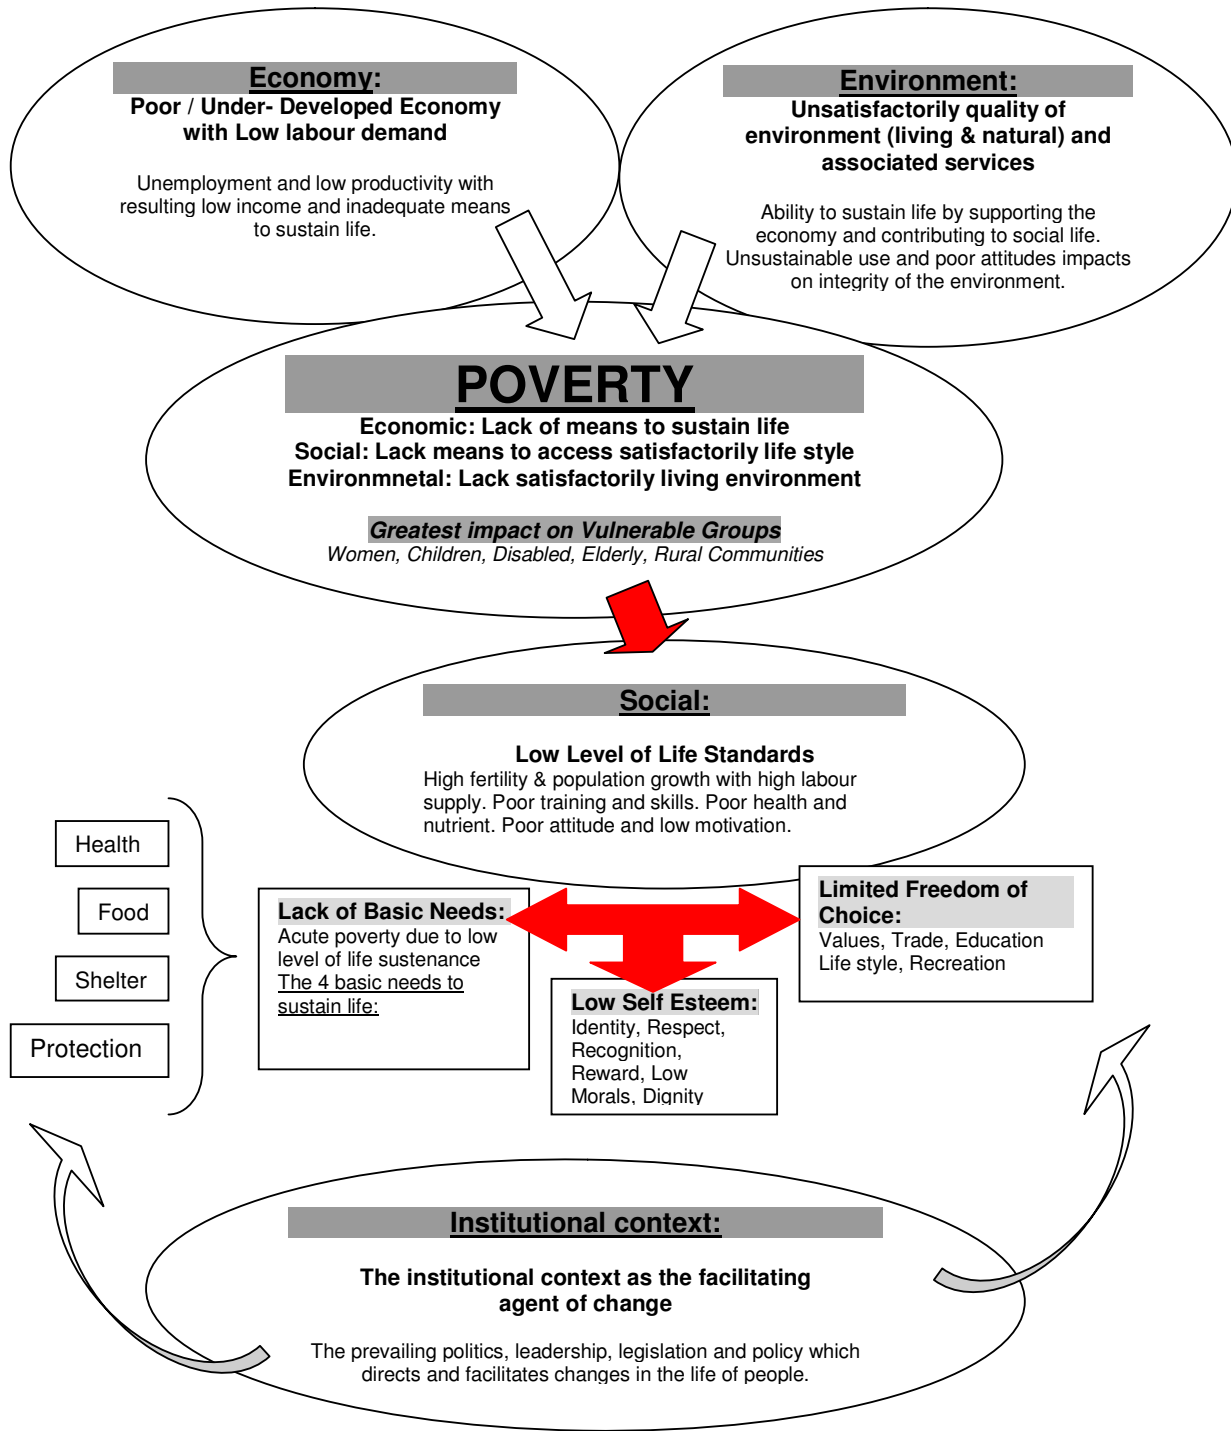 Economy:
Poor / Under- Developed Economy
with Low labour demand
Unemployment and low productivity with
resulting low income and inadequate means
to sustain life.
Environment:
Unsatisfactorily quality of
environment (living & natural) and
associated services
Ability to sustain life by supporting the
economy and contributing to social life.
Unsustainable use and poor attitudes impacts
on integrity of the environment.
POVERTY
Economic: Lack of means to sustain life
Social: Lack means to access satisfactorily life style
Environmnetal: Lack satisfactorily living environment
Greatest impact on Vulnerable Groups
Women, Children, Disabled, Elderly, Rural Communities
Social:
Low Level of Life Standards
High fertility & population growth with high labour
supply. Poor training and skills. Poor health and
nutrient. Poor attitude and low motivation.
Health
Food
Shelter
Protection
Lack of Basic Needs:
Acute poverty due to low
level of life sustenance
The 4 basic needs to
sustain life:
Low Self Esteem:
Identity, Respect,
Recognition,
Reward, Low
Morals, Dignity
Limited Freedom of
Choice:
Values, Trade, Education
Life style, Recreation
Institutional context:
The institutional context as the facilitating
agent of change
The prevailing politics, leadership, legislation and policy which
directs and facilitates changes in the life of people.